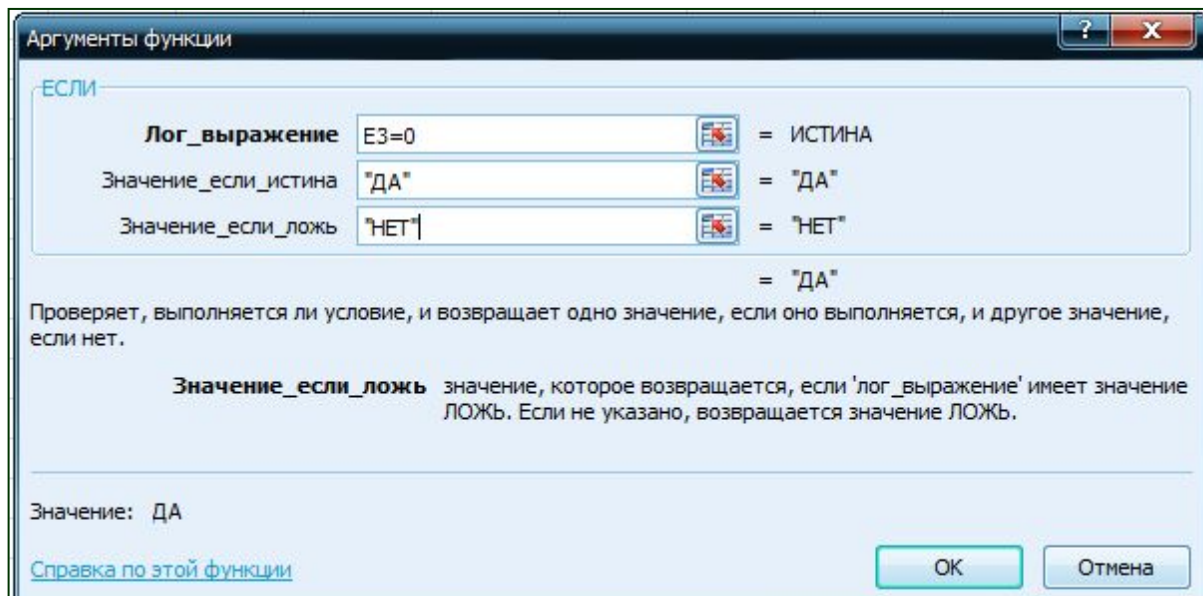 Аргументы функции
?
X
ЕСЛИ
Лог_выражение E3=0 = ИСТИНА
Значение_если_истина "ДА" = "ДА"
Значение_если_ложь "НЕТ" = "НЕТ"
= "ДА"
Проверяет, выполняется ли условие, и возвращает одно значение, если оно выполняется, и другое значение,
если нет.
Значение_если_ложь значение, которое возвращается, если 'лог_выражение' имеет значение
ЛОЖЬ. Если не указано, возвращается значение ЛОЖЬ.
Значение: ДА
Справка по этой функции
ОК
Отмена